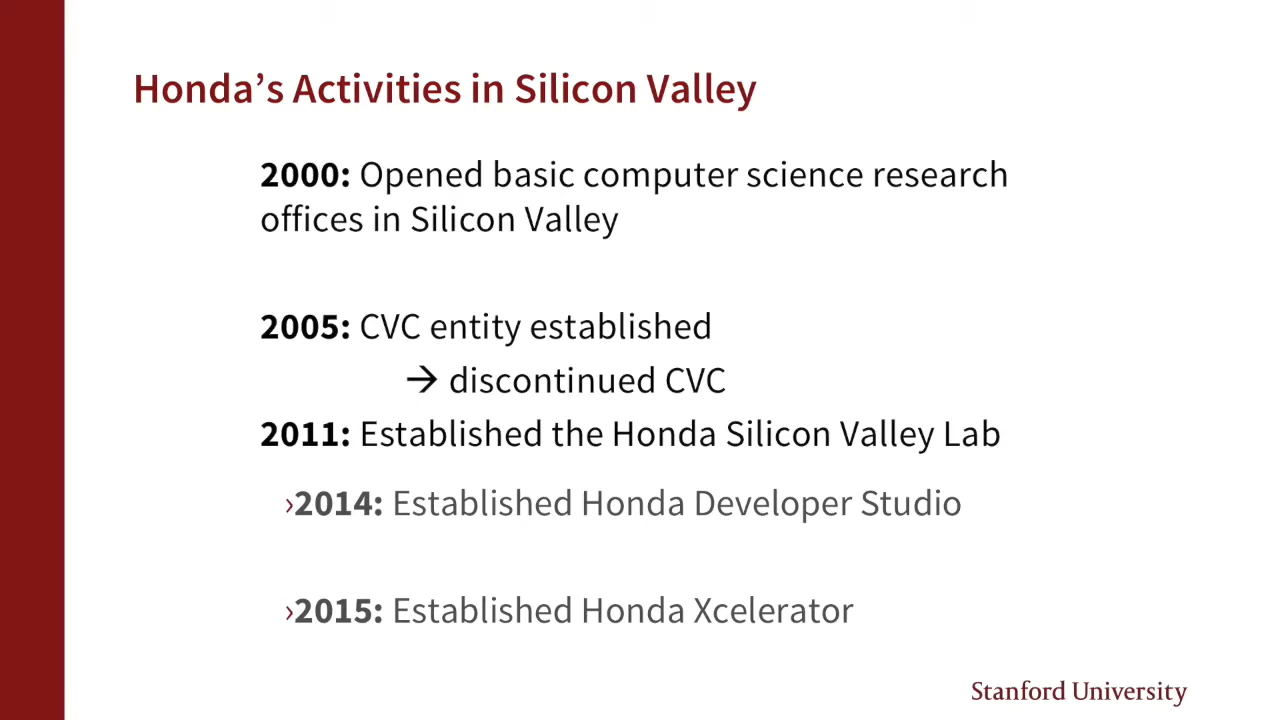 Honda’s Activities in Silicon Valley
2000: Opened basic computer science research
offices in Silicon Valley
2005: CVC entity established
→ discontinued CVC
2011: Established the Honda Silicon Valley Lab
›2014: Established Honda Developer Studio
›2015: Established Honda Xcelerator
Stanford University